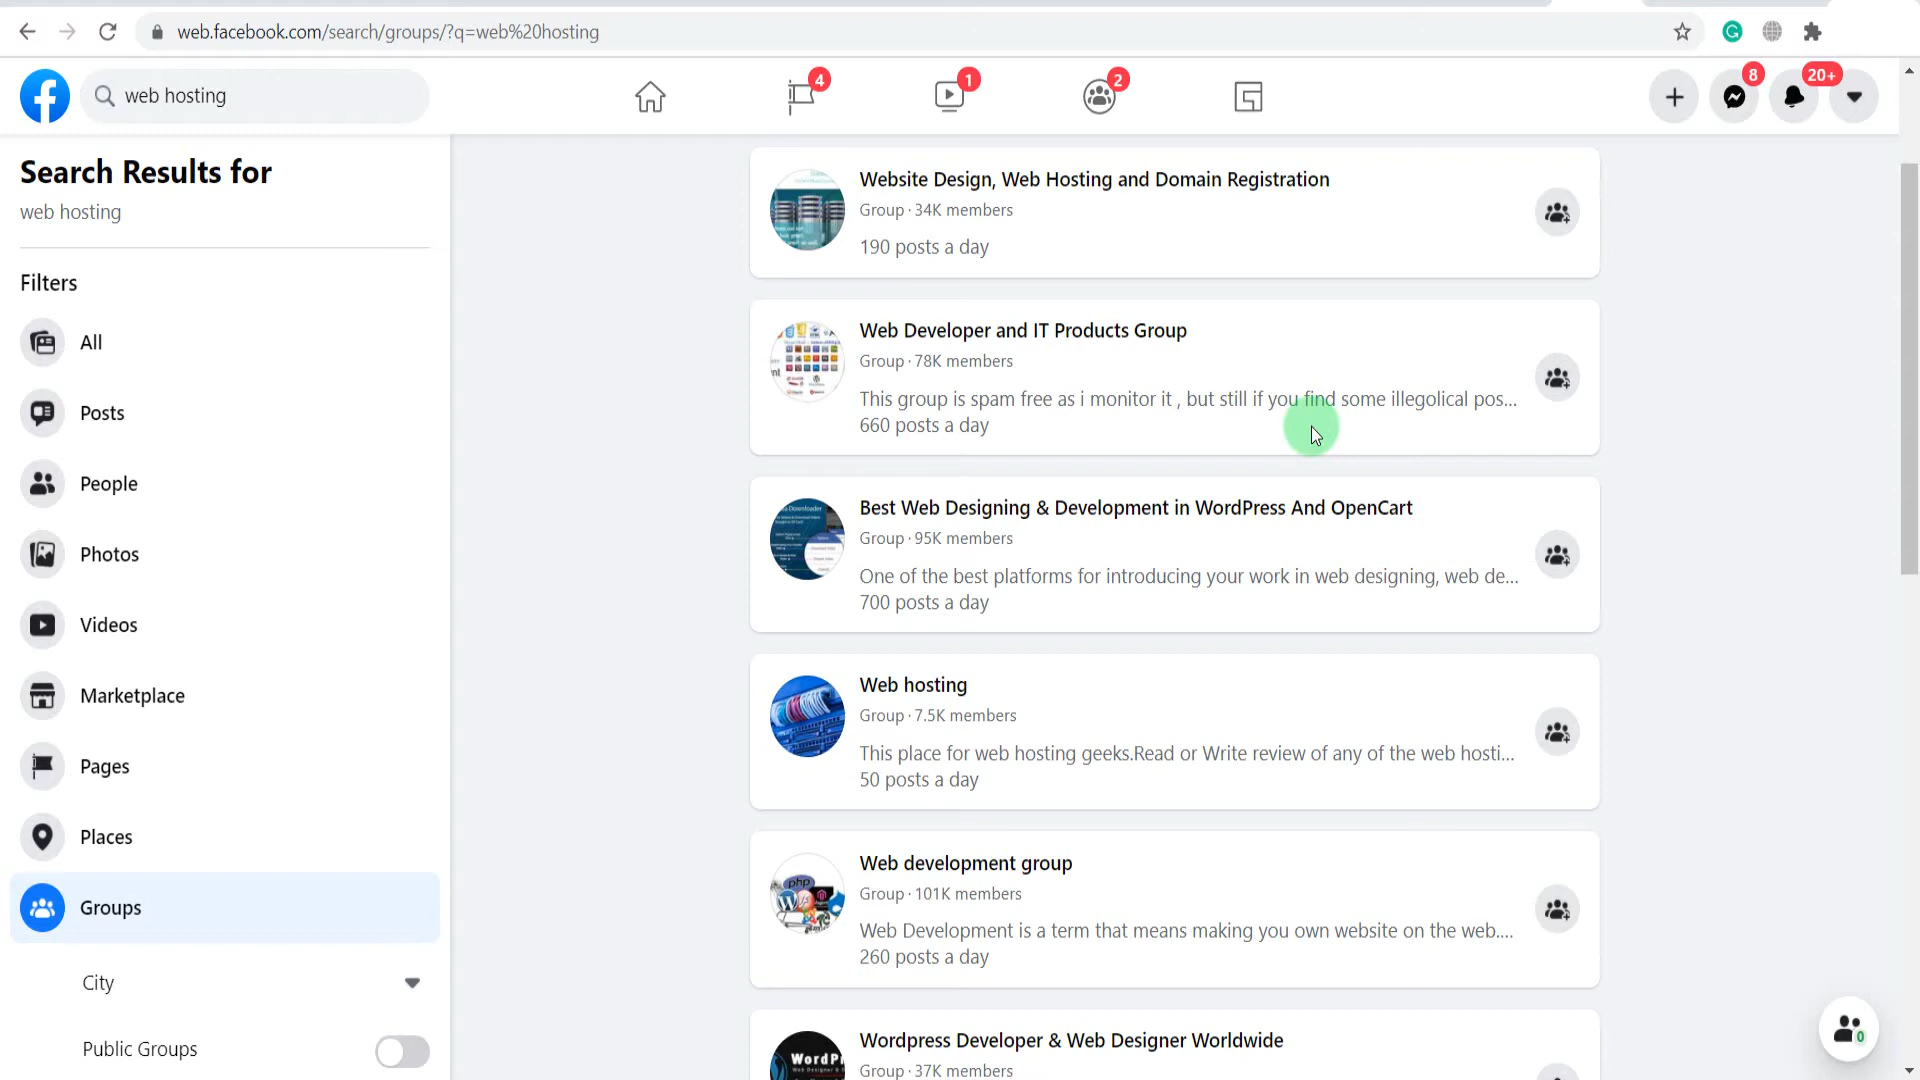 web.facebook.com/search/groups/?q=web%20hosting
web hosting
4
1
2
8
20+
Search Results for
web hosting
Filters
All
Posts
People
Photos
Videos
Marketplace
Pages
Places
Groups
City
Public Groups
Website Design, Web Hosting and Domain Registration
Group · 34K members
190 posts a day
Web Developer and IT Products Group
Group · 78K members
This group is spam free as i monitor it , but still if you find some illegolical pos...
660 posts a day
Best Web Designing & Development in WordPress And OpenCart
Group · 95K members
One of the best platforms for introducing your work in web designing, web de...
700 posts a day
Web hosting
Group · 7.5K members
This place for web hosting geeks.Read or Write review of any of the web hosti...
50 posts a day
php
Web development group
Group · 101K members
Web Development is a term that means making you own website on the web....
260 posts a day
Wordpress Developer & Web Designer Worldwide
Group · 37K members
0